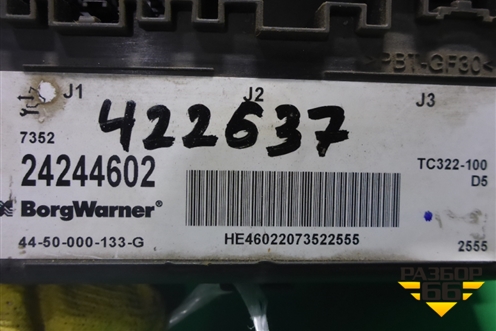 >PBT-GF30<
J1 J2 J3
422637
7352
24244602
TC322-100
D5
BorgWarner®
44-50-000-133-G
HE46022073522555
2555
РАЗБОР
66